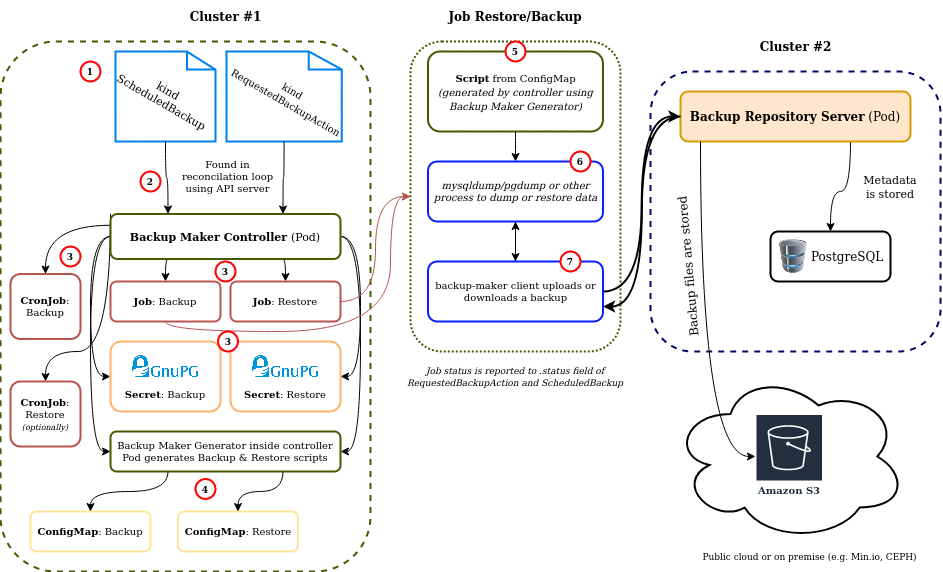 Cluster #1
1
kind
ScheduledBackup
kind
RequestedBackupAction
2
Found in
reconcilation loop
using API server
Backup Maker Controller (Pod)
3
CronJob:
Backup
3
Job: Backup
Job: Restore
3
GnuPG
Secret: Backup
GnuPG
Secret: Restore
CronJob:
Restore
(optionally)
Backup Maker Generator inside controller
Pod generates Backup & Restore scripts
4
ConfigMap: Backup
ConfigMap: Restore
Job Restore/Backup
5
Script from ConfigMap
(generated by controller using
Backup Maker Generator)
6
mysqldump/pgdump or other
process to dump or restore data
7
backup-maker client uploads or
downloads a backup
Job status is reported to .status field of
RequestedBackupAction and ScheduledBackup
Cluster #2
Backup Repository Server (Pod)
Metadata
is stored
PostgreSQL
Backup files are stored
Amazon S3
Public cloud or on premise (e.g. Min.io, CEPH)